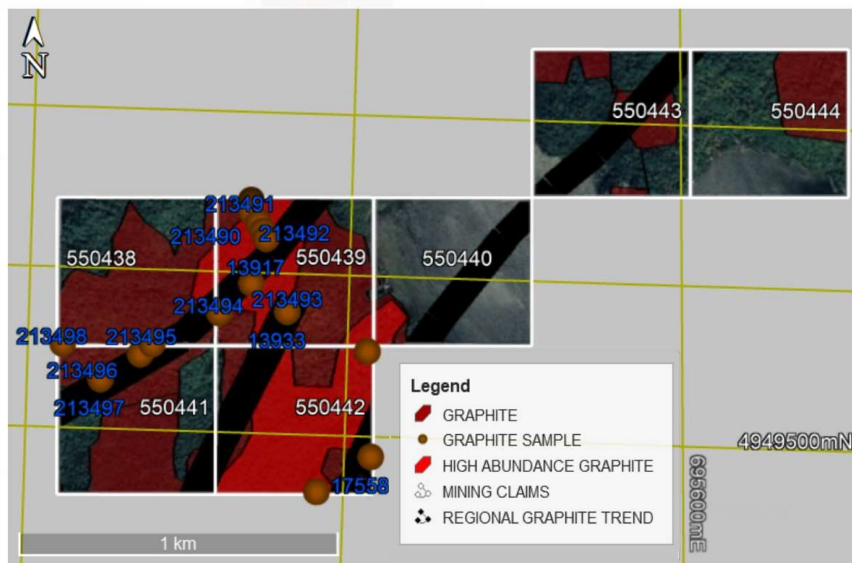 N
550443
550444
213491
213490
213492
550438
550439
550440
13917
213494
213493
213498
213495
13933
213496
213497
550441
550442
17558
Legend
GRAPHITE
GRAPHITE SAMPLE
HIGH ABUNDANCE GRAPHITE
MINING CLAIMS
REGIONAL GRAPHITE TREND
4949500mN
695600mE
1 km